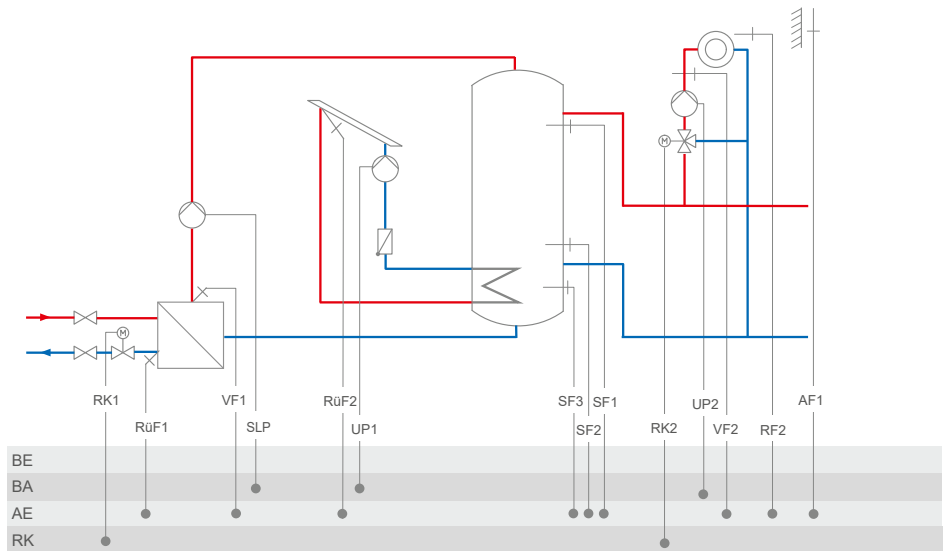 M
M
RK1
VF1
RüF2
SF3
SF1
UP2
AF1
RüF1
SLP
UP1
SF2
RK2
VF2
RF2
BE
BA
AE
RK